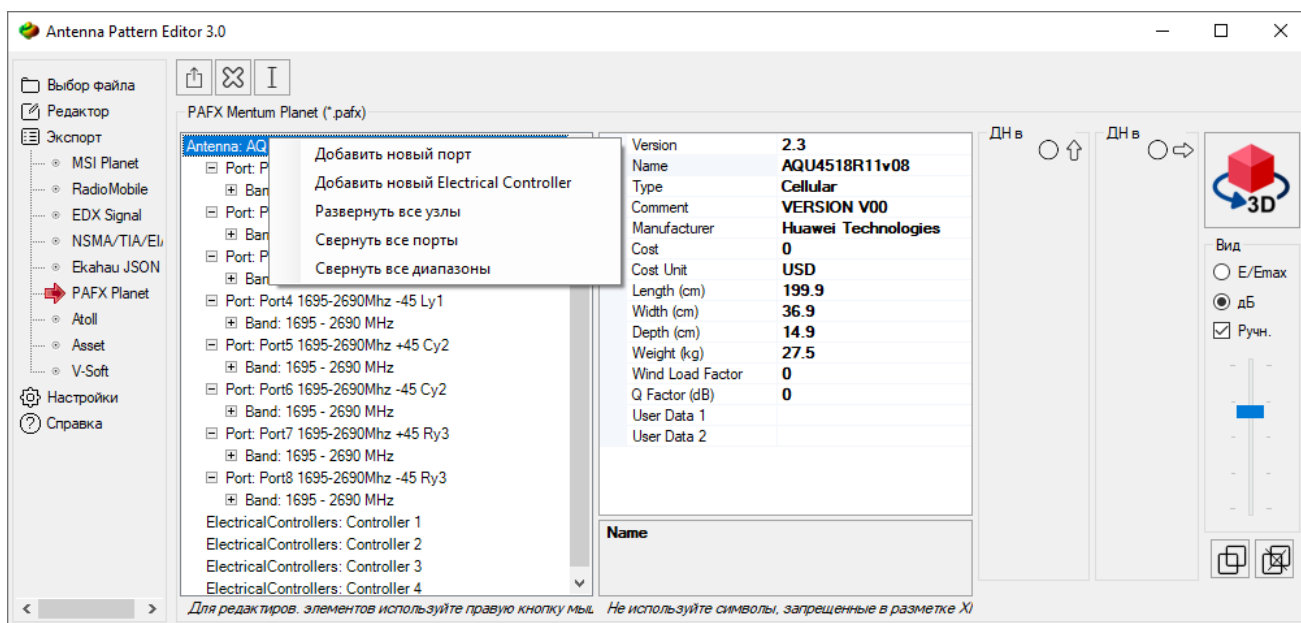 Antenna Pattern Editor 3.0
Выбор файла
Редактор
Экспорт
MSI Planet
RadioMobile
EDX Signal
NSMA/TIA/EI
Ekahau JSON
PAFX Planet
Atoll
Asset
V-Soft
Настройки
Справка
PAFX Mentum Planet (*.pafx)
Antenna: AQ
Port: P
Ban
Port: P
Ban
Port: P
Ban
Port: Port4 1695-2690Mhz -45 Ly1
Band: 1695 - 2690 MHz
Port: Port5 1695-2690Mhz +45 Cy2
Band: 1695 - 2690 MHz
Port: Port6 1695-2690Mhz -45 Cy2
Band: 1695 - 2690 MHz
Port: Port7 1695-2690Mhz +45 Ry3
Band: 1695 - 2690 MHz
Port: Port8 1695-2690Mhz -45 Ry3
Band: 1695 - 2690 MHz
ElectricalControllers: Controller 1
ElectricalControllers: Controller 2
ElectricalControllers: Controller 3
ElectricalControllers: Controller 4
Добавить новый порт
Добавить новый Electrical Controller
Развернуть все узлы
Свернуть все порты
Свернуть все диапазоны
Version 2.3
Name AQU4518R11v08
Type Cellular
Comment VERSION V00
Manufacturer Huawei Technologies
Cost 0
Cost Unit USD
Length (cm) 199.9
Width (cm) 36.9
Depth (cm) 14.9
Weight (kg) 27.5
Wind Load Factor 0
Q Factor (dB) 0
User Data 1
User Data 2
Name
Для редактиров. элементов используйте правую кнопку мыш
Не используйте символы, запрещенные в разметке X
ДН в
ДН в
3D
Вид
E/Emax
дБ
Ручн.